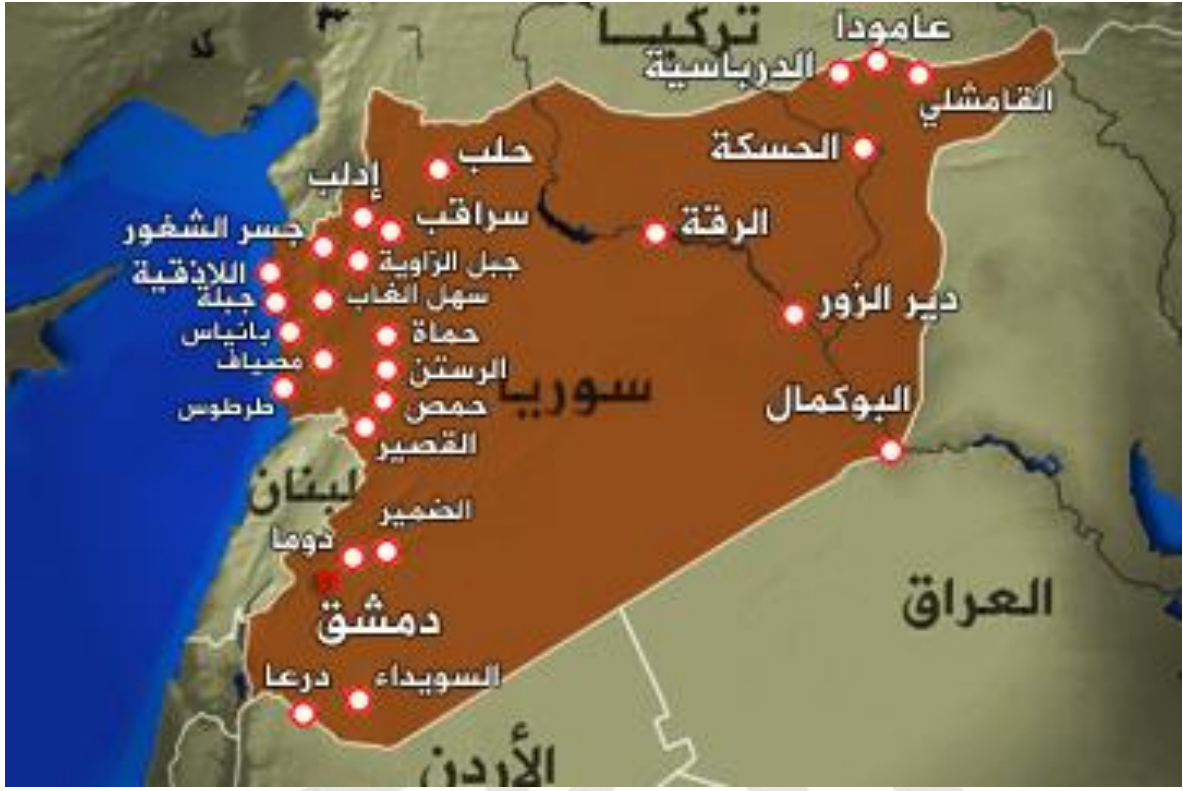 تركيا
عامودا
الدرباسية
القامشلي
الحسكة
حلب
إدلب
سراقب
الرقة
جسر الشغور
جبل الزاوية
اللاذقية
سهل الغاب
جبلة
دير الزور
بانياس
حماة
مصياف
الرستن
سوريا
طرطوس
حمص
البوكمال
القصير
لبنان
الضمير
دوما
العراق
دمشق
درعا
السويداء
الأردن